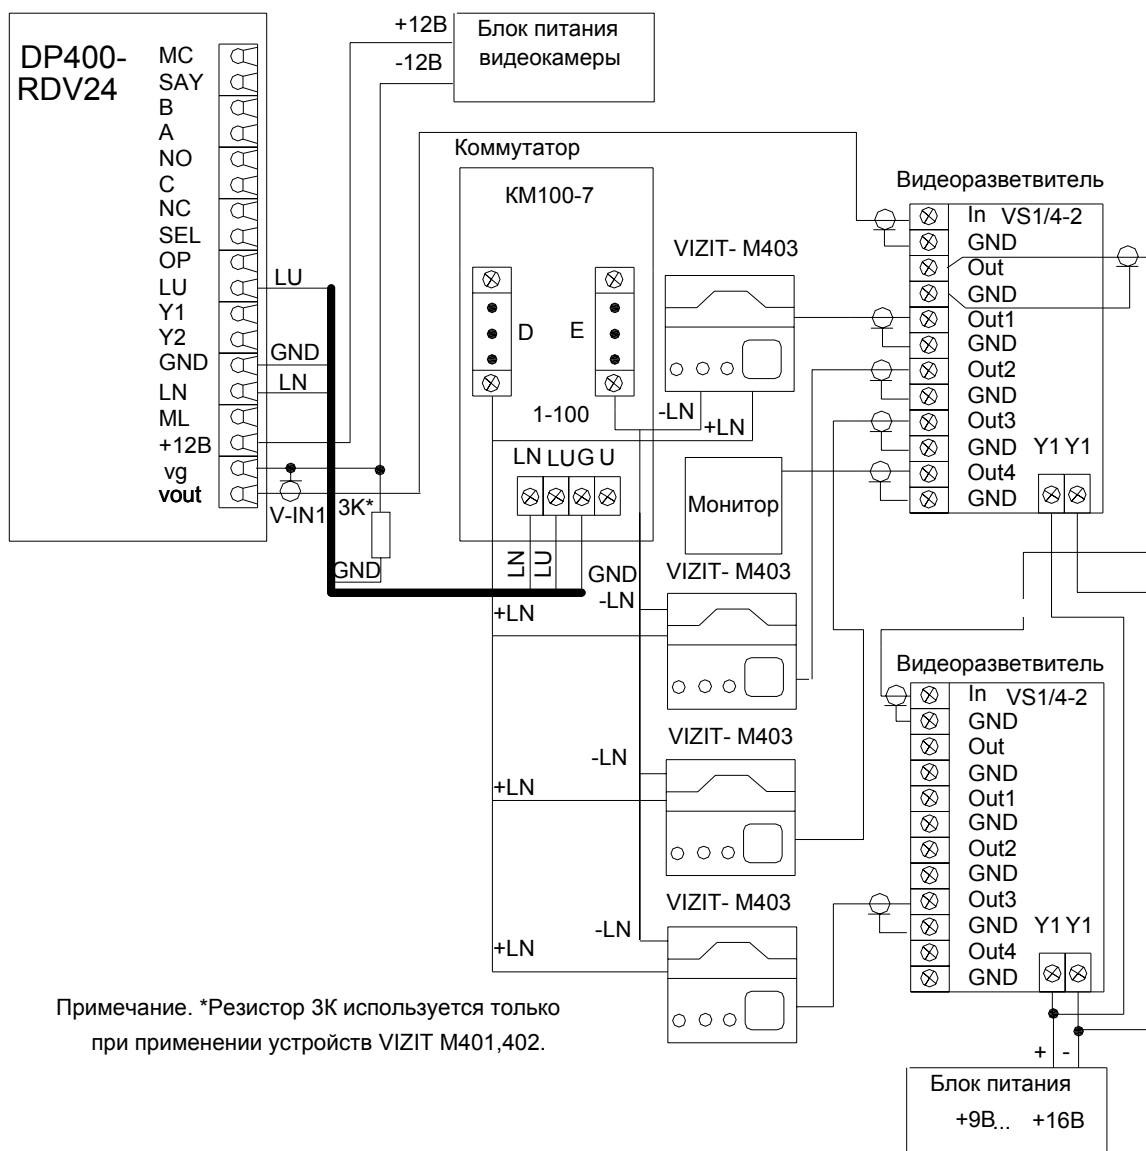 DP400-
RDV24
MC
SAY
B
A
NO
C
NC
SEL
OP
LU
Y1
Y2
GND
LN
ML
+12В
vg
vout
LU
GND
LN
V-IN1
3K*
GND
+12В
-12В
Блок питания
видеокамеры
Коммутатор
КМ100-7
D
E
1-100
LN LU G U
LN
LU
GND
VIZIT- M403
-LN
+LN
Монитор
VIZIT- M403
-LN
+LN
VIZIT- M403
-LN
+LN
VIZIT- M403
-LN
+LN
Видеоразветвитель
In VS1/4-2
GND
Out
GND
Out1
GND
Out2
GND
Out3
GND Y1 Y1
Out4
GND
Видеоразветвитель
In VS1/4-2
GND
Out
GND
Out1
GND
Out2
GND
Out3
GND Y1 Y1
Out4
GND
+ -
Блок питания
+9В... +16В
Примечание. *Резистор 3К используется только
при применении устройств VIZIT M401,402.